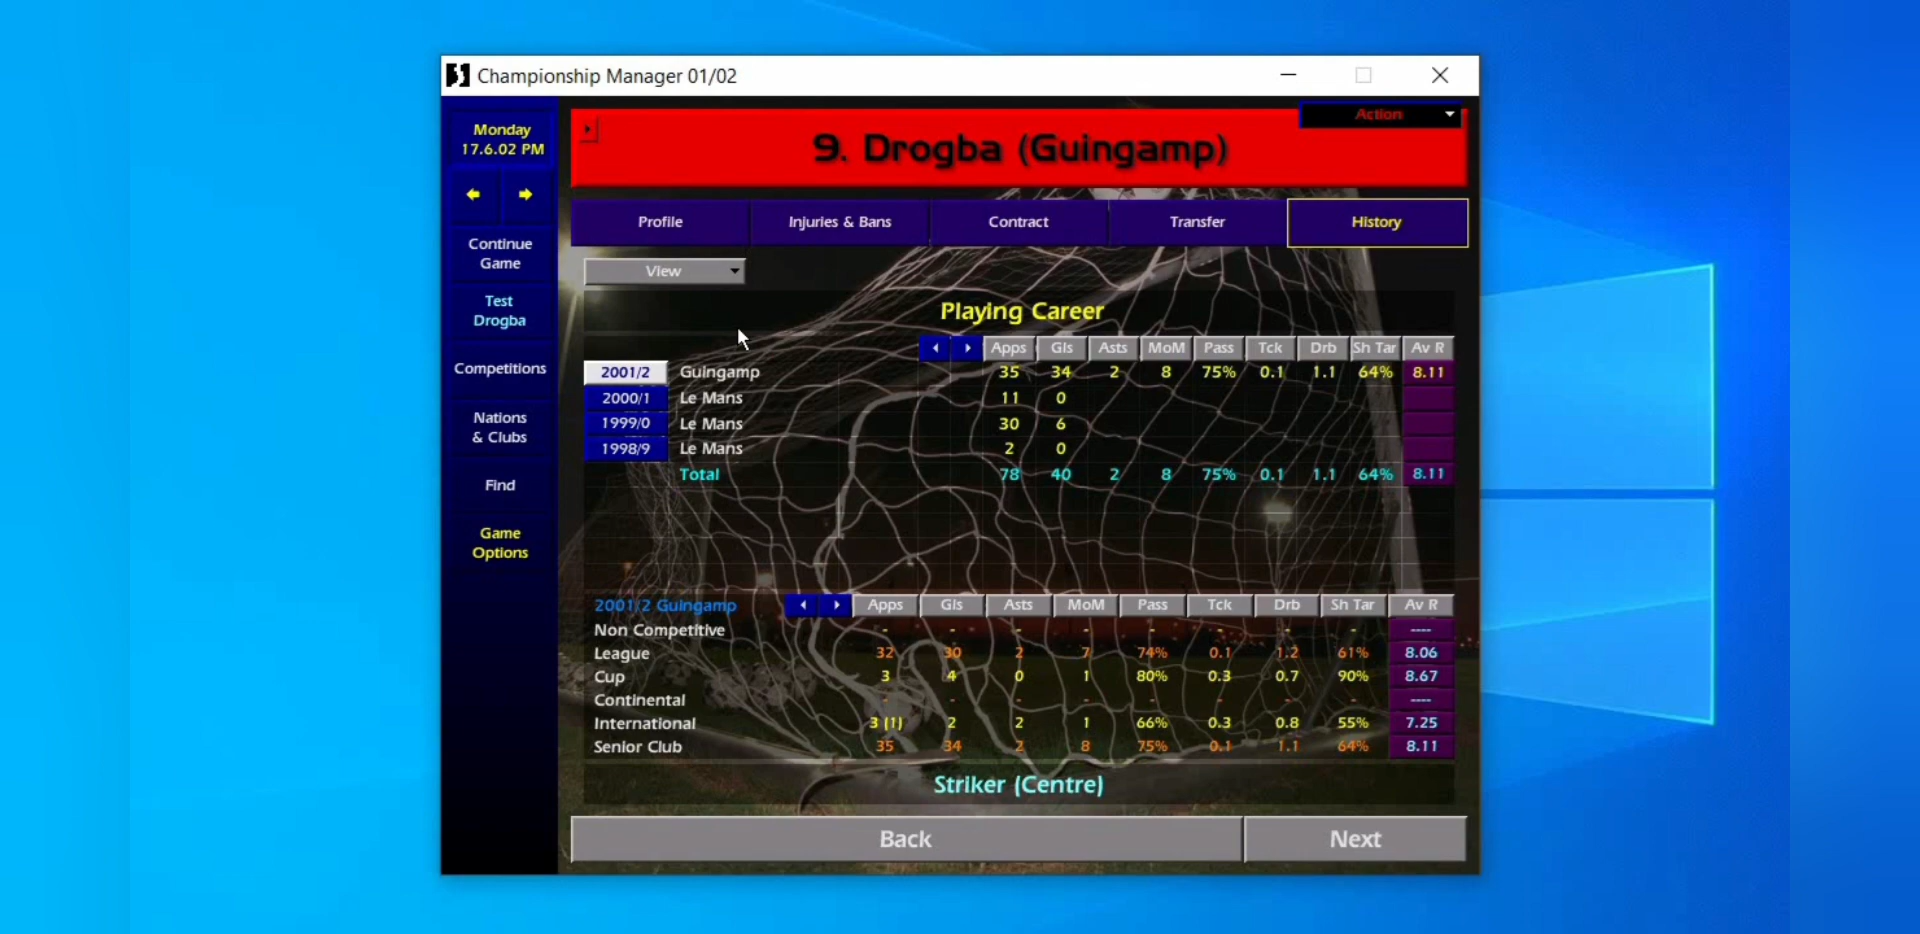 Championship Manager 01/02
Monday
17.6.02 PM
Continue
Game
Test
Drogba
Competitions
Nations
& Clubs
Find
Game
Options
Action
9. Drogba (Guingamp)
Profile Injuries & Bans Contract Transfer History
View
Playing Career
Apps Gls Asts MoM Pass Tck Drb Sh Tar Av R
2001/2 Guingamp 35 34 2 8 75% 0.1 1.1 64% 8.11
2000/1 Le Mans 11 0
1999/0 Le Mans 30 6
1998/9 Le Mans 2 0
Total 78 40 2 8 75% 0.1 1.1 64% 8.11
2001/2 Guingamp Apps Gls Asts MoM Pass Tck Drb Sh Tar Av R
Non Competitive - - - - - - - - ----
League 32 30 2 7 74% 0.1 1.2 61% 8.06
Cup 3 4 0 1 80% 0.3 0.7 90% 8.67
Continental - - - - - - - - ----
International 3 (1) 2 2 1 66% 0.3 0.8 55% 7.25
Senior Club 35 34 2 8 75% 0.1 1.1 64% 8.11
Striker (Centre)
Back Next